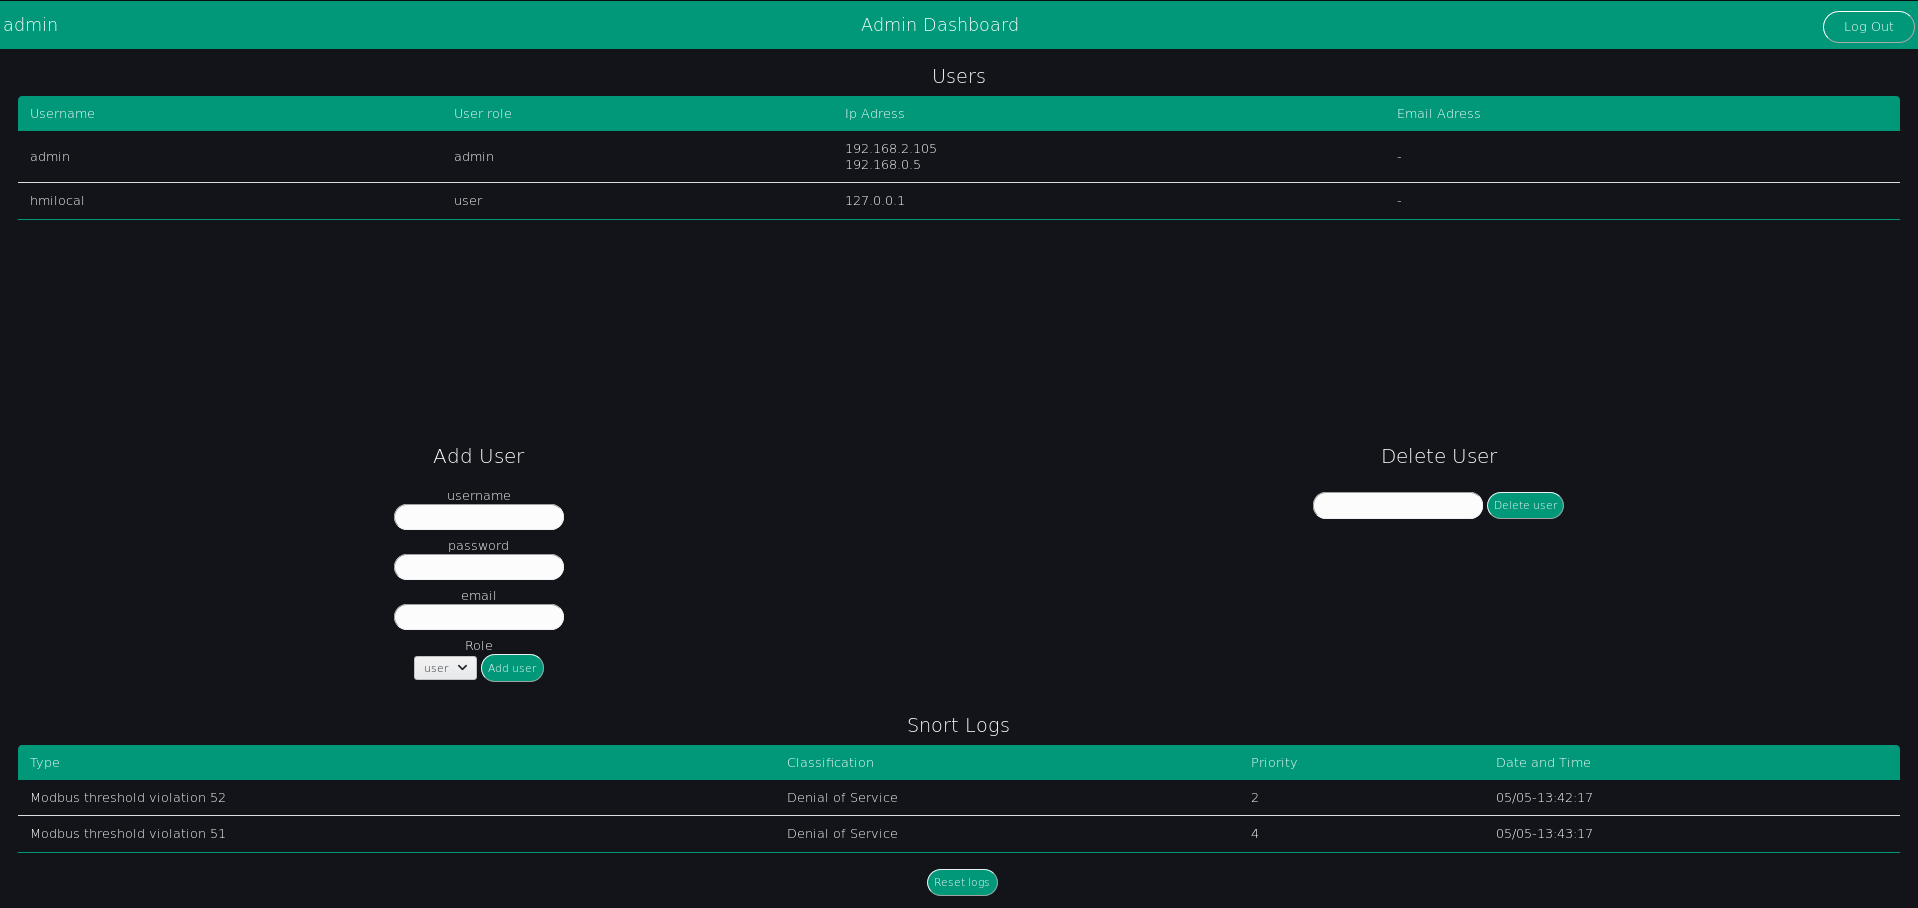 admin
Admin Dashboard
Log Out
Users
Username User role Ip Adress Email Adress
admin admin 192.168.2.105 -
192.168.0.5
hmilocal user 127.0.0.1 -
Add User
Delete User
username
Delete user
password
email
Role
user Add user
Snort Logs
Type Classification Priority Date and Time
Modbus threshold violation 52 Denial of Service 2 05/05-13:42:17
Modbus threshold violation 51 Denial of Service 4 05/05-13:43:17
Reset logs